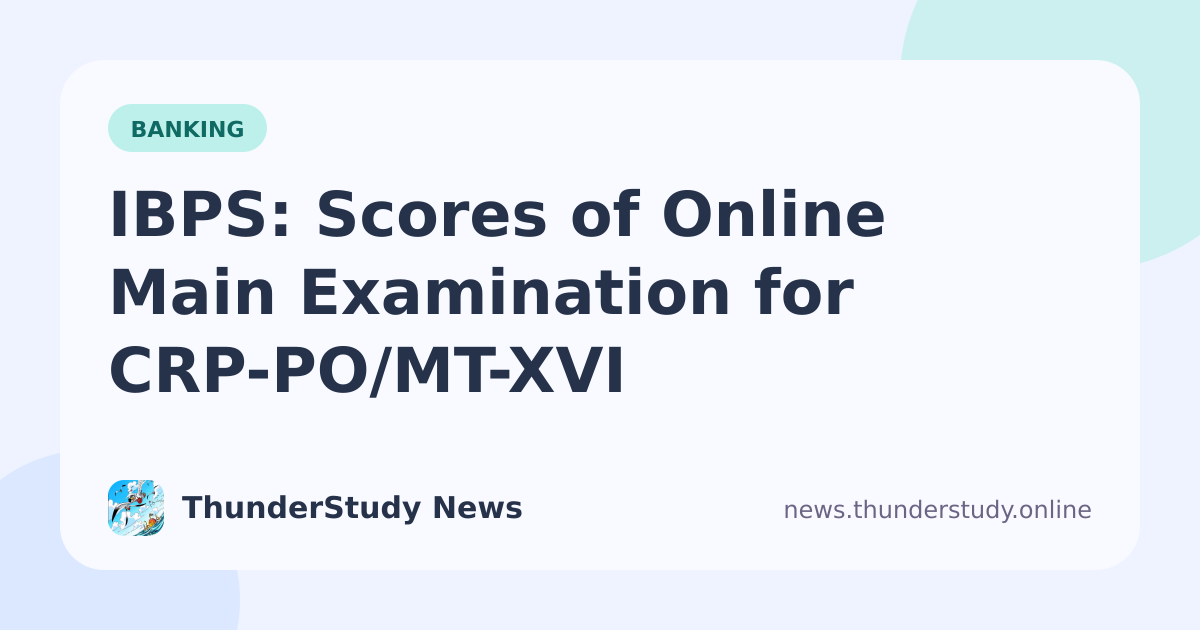 BANKING
IBPS: Scores of Online
Main Examination for
CRP-PO/MT-XVI
ThunderStudy News
news.thunderstudy.online